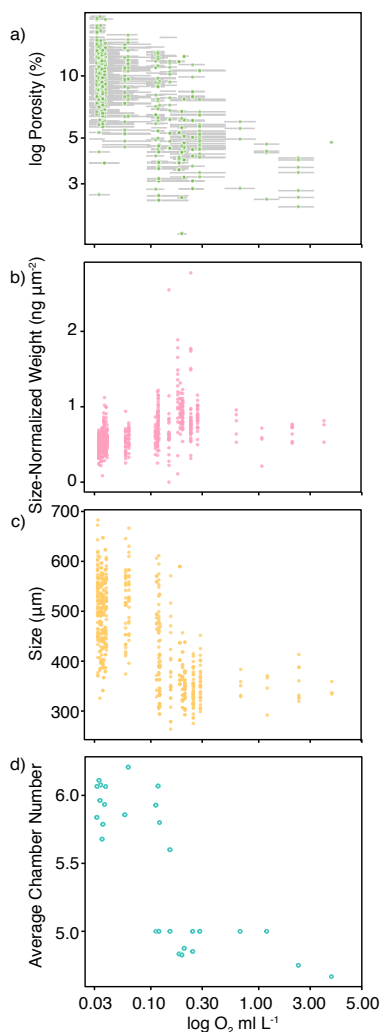 a)
log Porosity (%)
10
5
3
b)
Size-Normalized Weight (ng µm⁻²)
2
1
0
c)
Size (µm)
700
600
500
400
300
d)
Average Chamber Number
6.0
5.5
5.0
0.03 0.10 0.30 1.00 3.00 5.00
log O₂ ml L⁻¹